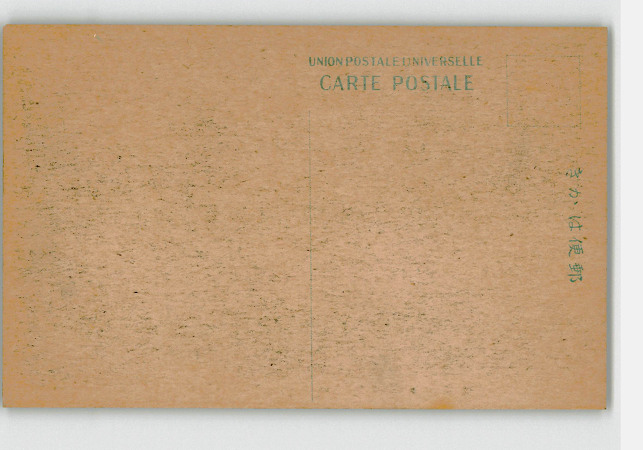 UNION POSTALE UNIVERSELLE
CARTE POSTALE
きかは便郵